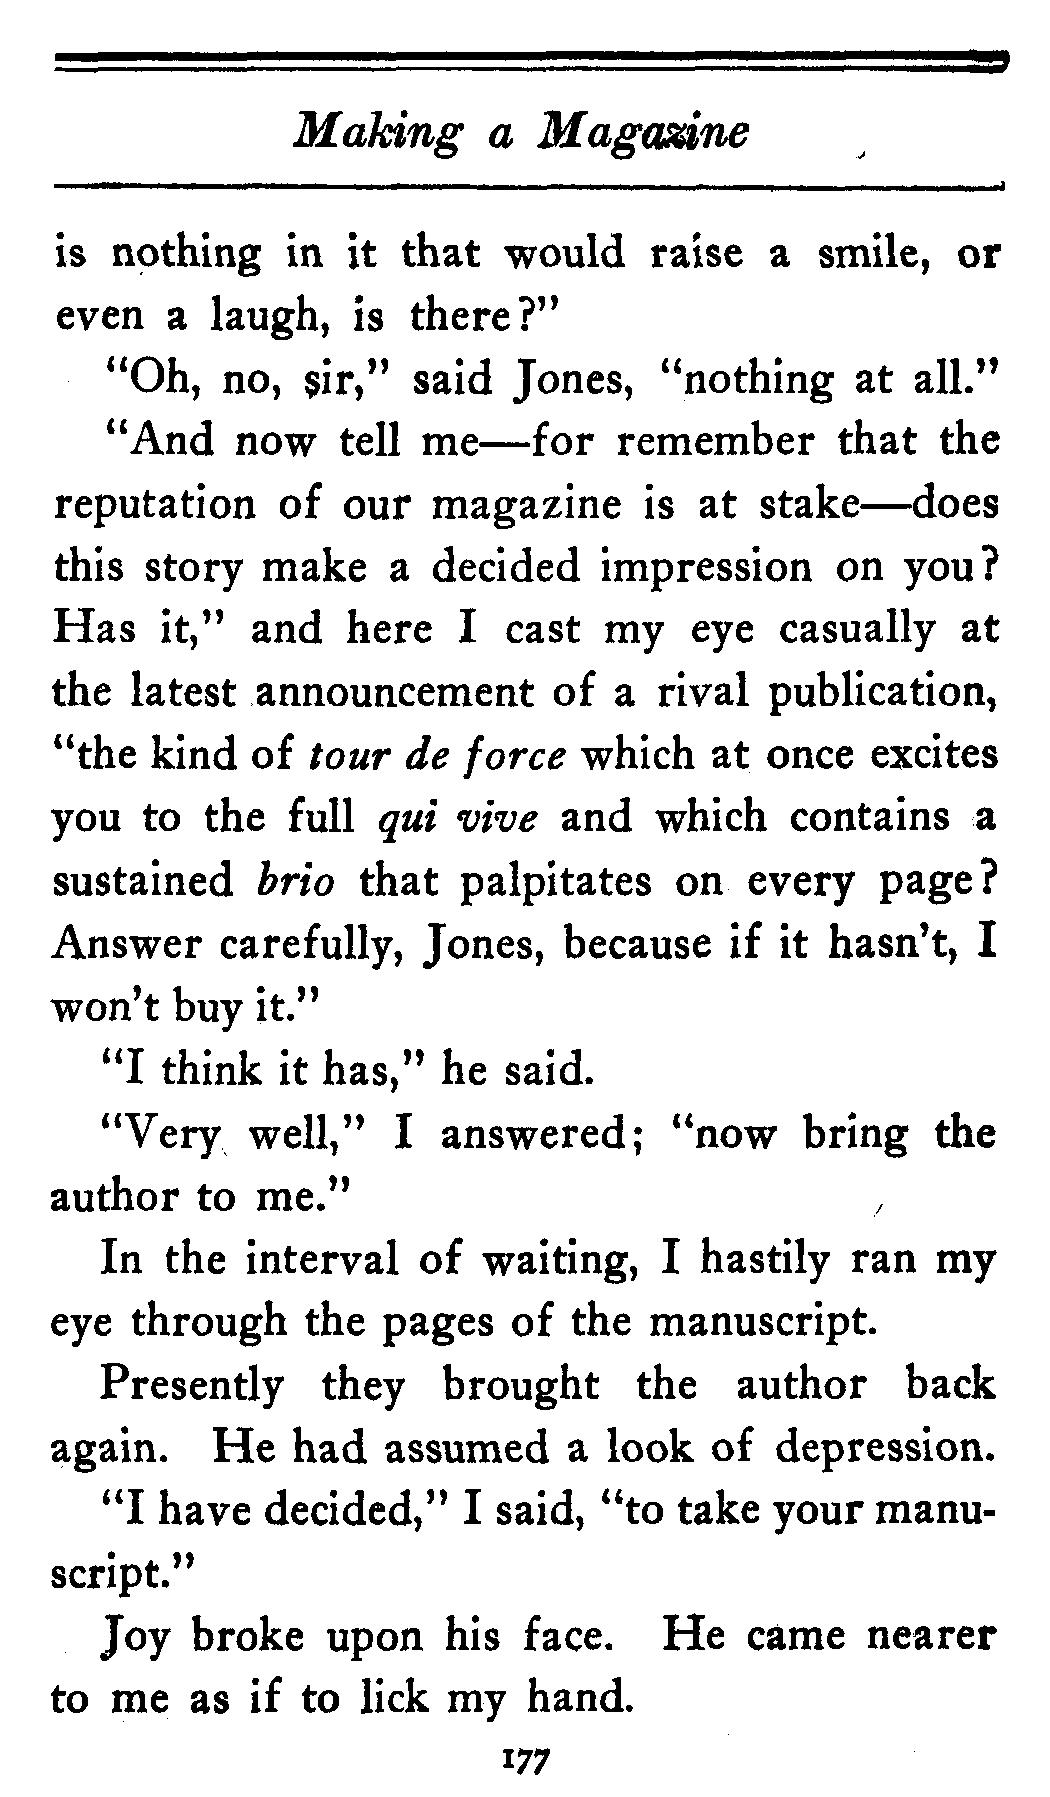 Making a Magazine
is nothing in it that would raise a smile, or
even a laugh, is there?"
"Oh, no, sir," said Jones, "nothing at all."
"And now tell me—for remember that the
reputation of our magazine is at stake—does
this story make a decided impression on you?
Has it," and here I cast my eye casually at
the latest announcement of a rival publication,
"the kind of tour de force which at once excites
you to the full qui vive and which contains a
sustained brio that palpitates on every page?
Answer carefully, Jones, because if it hasn't, I
won't buy it."
"I think it has," he said.
"Very well," I answered; "now bring the
author to me."
In the interval of waiting, I hastily ran my
eye through the pages of the manuscript.
Presently they brought the author back
again. He had assumed a look of depression.
"I have decided," I said, "to take your manu-
script."
Joy broke upon his face. He came nearer
to me as if to lick my hand.
177